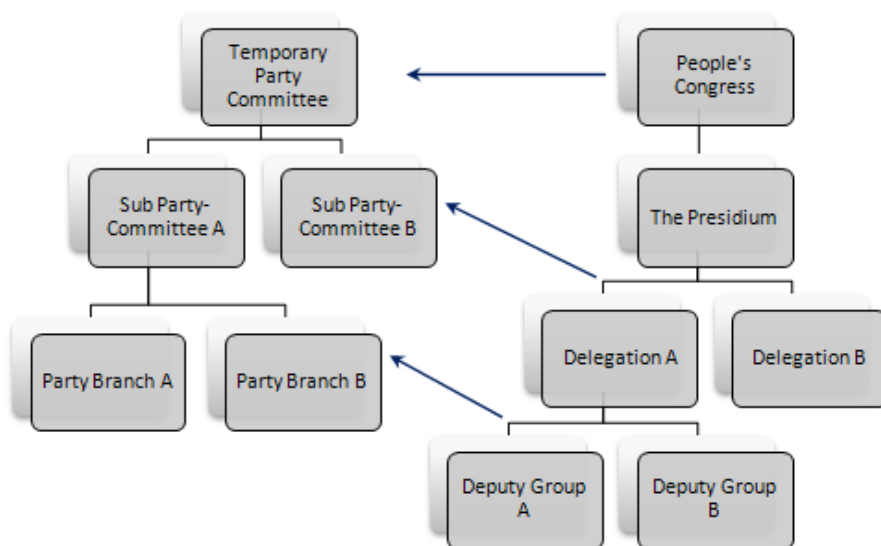 Temporary
Party
Committee
People's
Congress
Sub Party-
Committee A
Sub Party-
Committee B
The Presidium
Party Branch A
Party Branch B
Delegation A
Delegation B
Deputy Group
A
Deputy Group
B